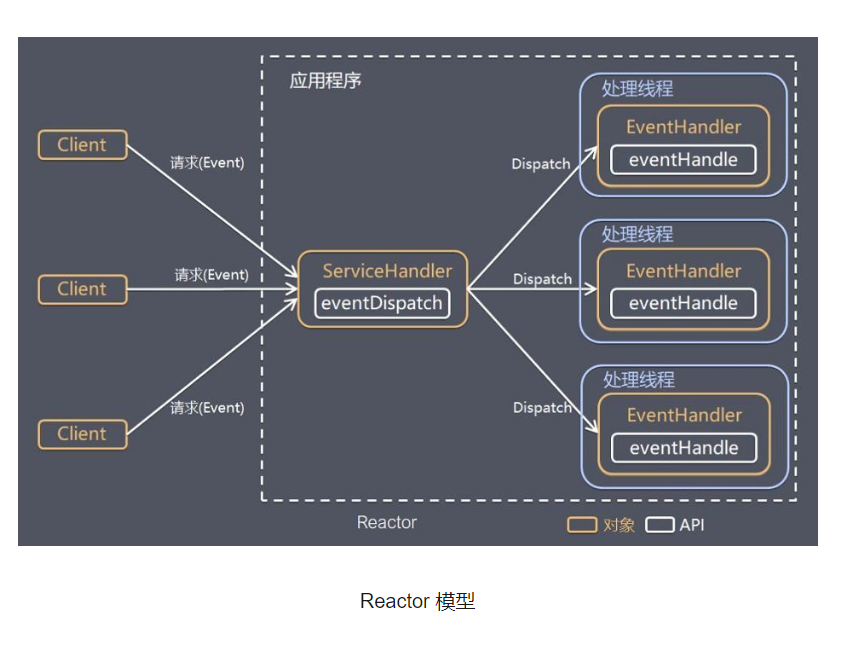 应用程序
处理线程
EventHandler
eventHandle
Client
请求(Event)
Dispatch
处理线程
EventHandler
eventHandle
Client
请求(Event)
ServiceHandler
eventDispatch
Dispatch
处理线程
EventHandler
eventHandle
Client
请求(Event)
Dispatch
Reactor
对象
API
Reactor 模型